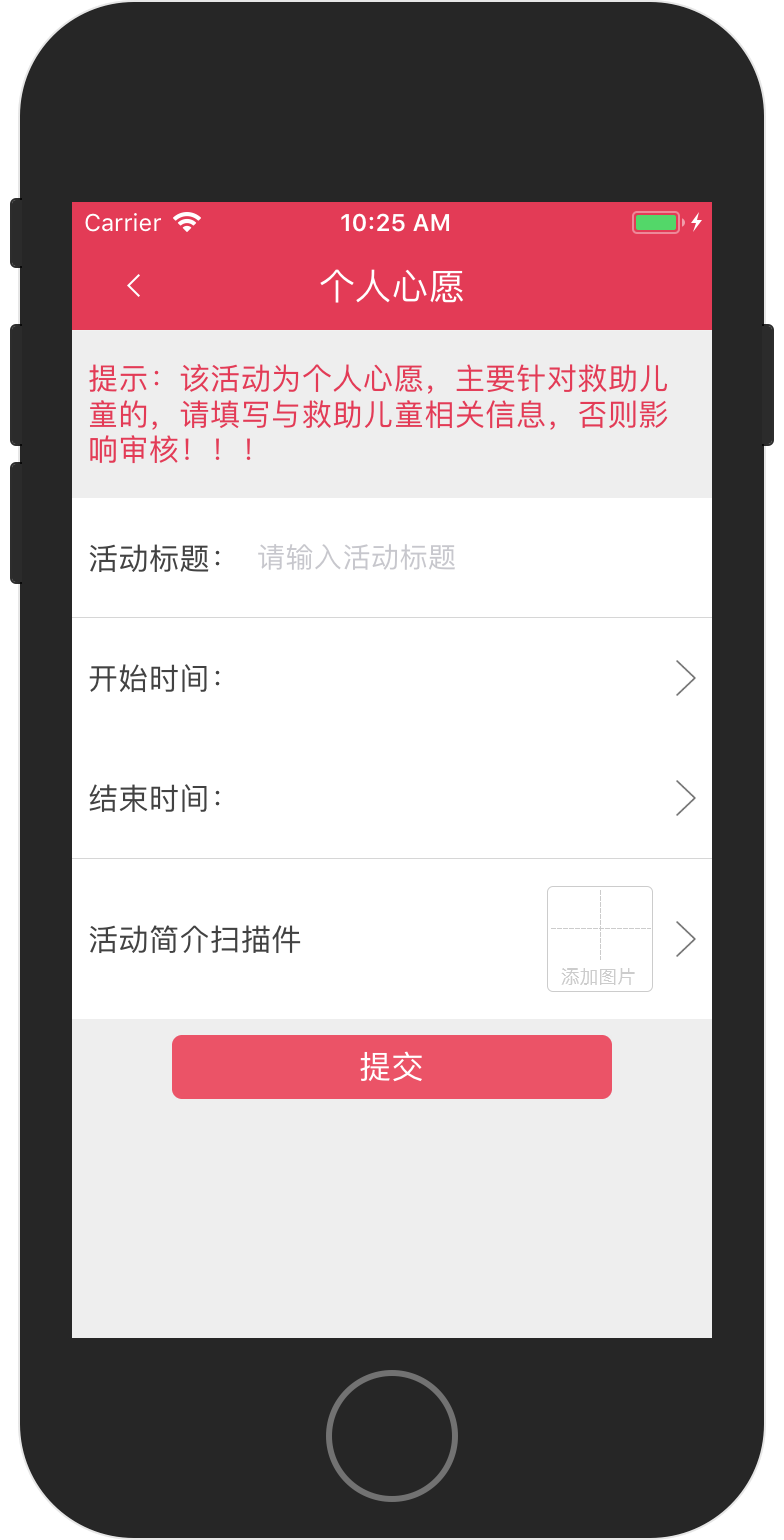 Carrier 10:25 AM
个人心愿
提示：该活动为个人心愿，主要针对救助儿
童的，请填写与救助儿童相关信息，否则影
响审核！！！
活动标题： 请输入活动标题
开始时间：
结束时间：
活动简介扫描件
添加图片
提交